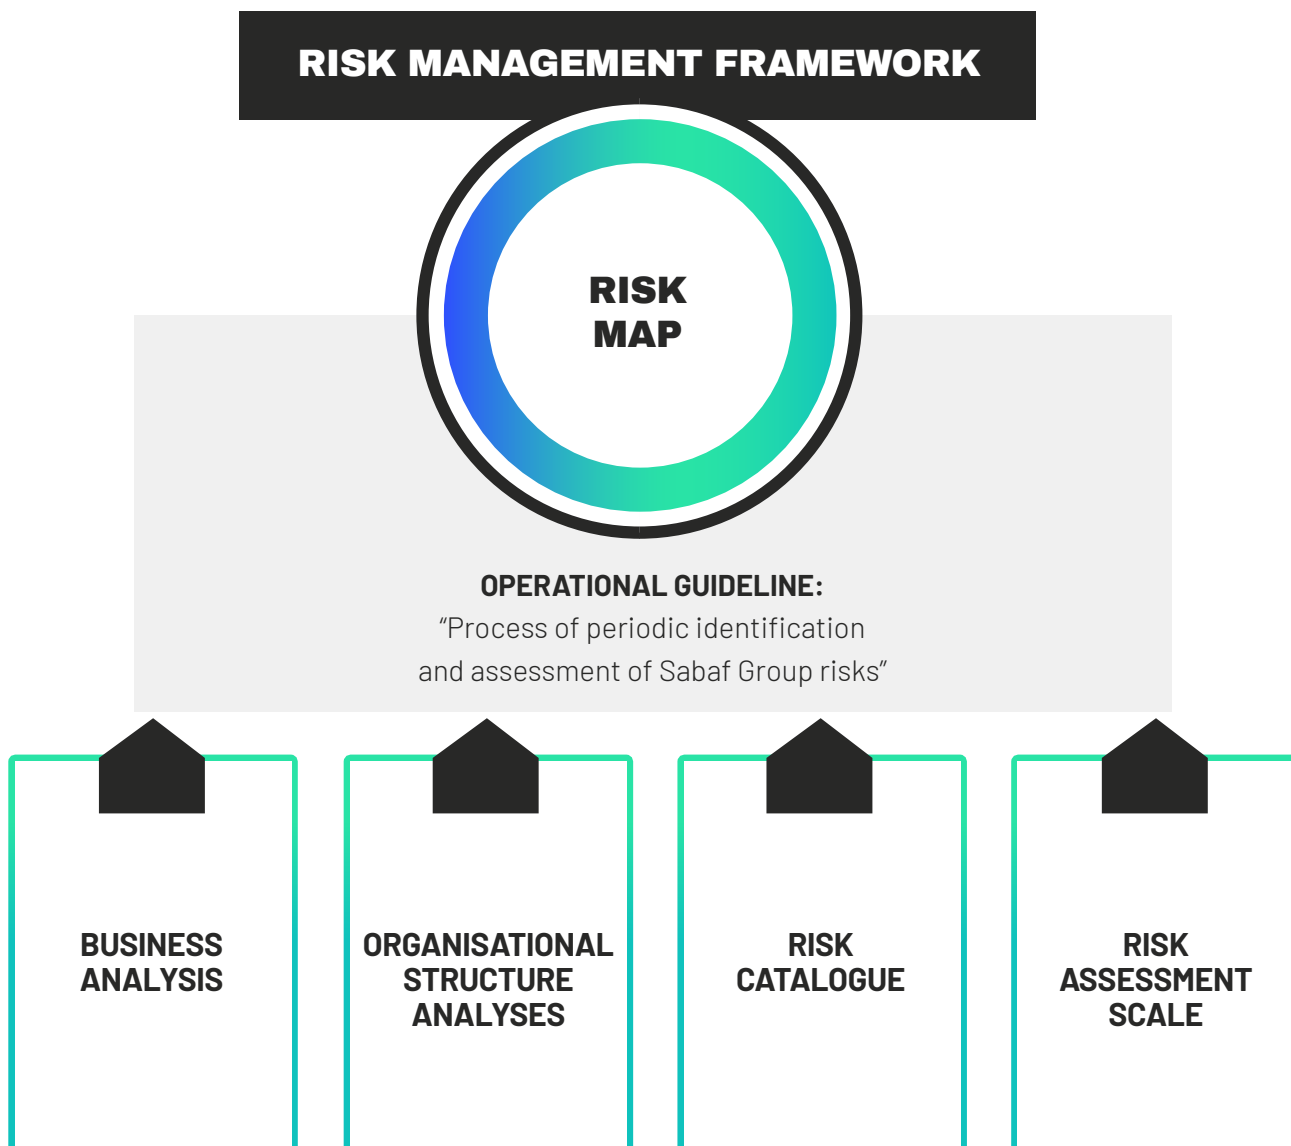 RISK MANAGEMENT FRAMEWORK
RISK
MAP
OPERATIONAL GUIDELINE:
“Process of periodic identification
and assessment of Sabaf Group risks”
BUSINESS
ANALYSIS
ORGANISATIONAL
STRUCTURE
ANALYSES
RISK
CATALOGUE
RISK
ASSESSMENT
SCALE